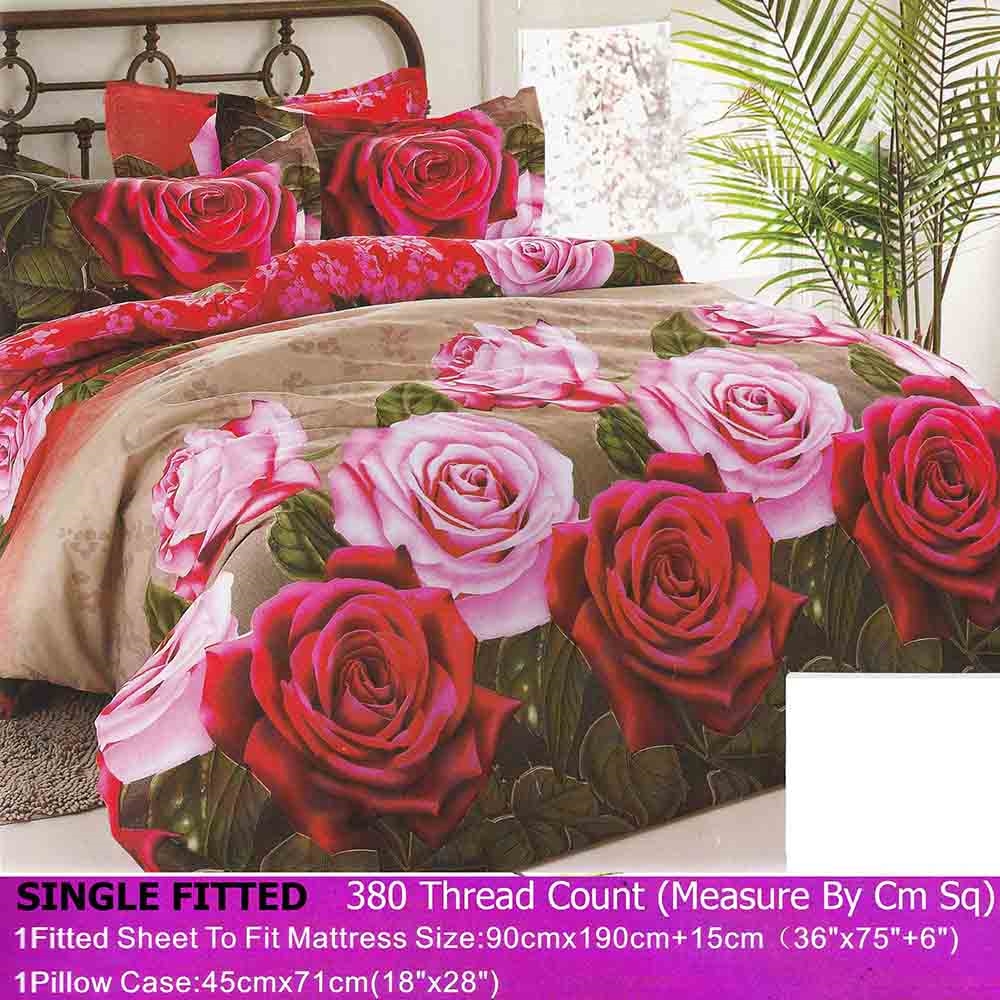 SINGLE FITTED 380 Thread Count (Measure By Cm Sq)
1Fitted Sheet To Fit Mattress Size:90cmx190cm+15cm（36"x75"+6")
1Pillow Case:45cmx71cm(18"x28")